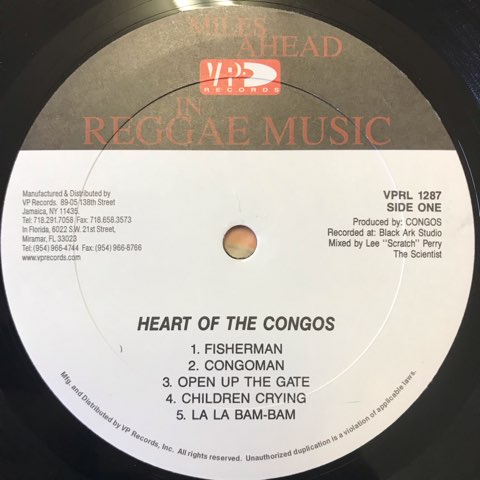 MILES
AHEAD
VP
RECORDS
IN
REGGAE MUSIC
Manufactured & Distributed by
VP Records. 89-05 138th Street
Jamaica, NY 11435.
Tel: 718.291.7058 Fax: 718.658.3573
In Florida, 6022 S.W. 21st Street,
Miramar, FL 33023
Tel: (954) 966-4744 Fax: (954) 966-8766
www.vprecords.com
VPRL 1287
SIDE ONE
Produced by: CONGOS
Recorded at: Black Ark Studio
Mixed by Lee "Scratch" Perry
The Scientist
HEART OF THE CONGOS
1. FISHERMAN
2. CONGOMAN
3. OPEN UP THE GATE
4. CHILDREN CRYING
5. LA LA BAM-BAM
Mfg. and Distributed by VP Records, Inc. All rights reserved. Unauthorized duplication is a violation of applicable laws.